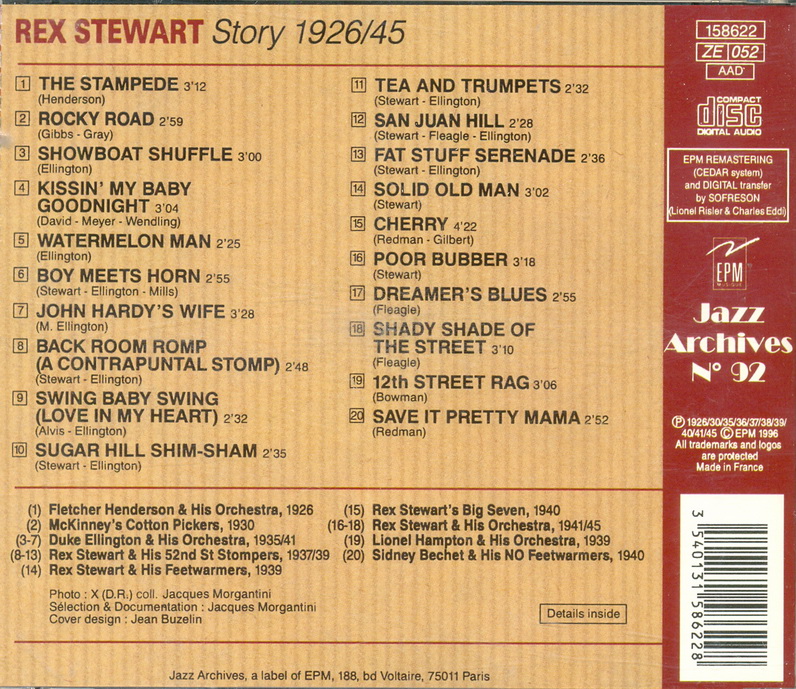 REX STEWART Story 1926/45
1 THE STAMPEDE 3'12
(Henderson)
2 ROCKY ROAD 2'59
(Gibbs - Gray)
3 SHOWBOAT SHUFFLE 3'00
(Ellington)
4 KISSIN' MY BABY
GOODNIGHT 3'04
(David - Meyer - Wendling)
5 WATERMELON MAN 2'25
(Ellington)
6 BOY MEETS HORN 2'55
(Stewart - Ellington - Mills)
7 JOHN HARDY'S WIFE 3'28
(M. Ellington)
8 BACK ROOM ROMP
(A CONTRAPUNTAL STOMP) 2'48
(Stewart - Ellington)
9 SWING BABY SWING
(LOVE IN MY HEART) 2'32
(Alvis - Ellington)
10 SUGAR HILL SHIM-SHAM 2'35
(Stewart - Ellington)
11 TEA AND TRUMPETS 2'32
(Stewart - Ellington)
12 SAN JUAN HILL 2'28
(Stewart - Fleagle - Ellington)
13 FAT STUFF SERENADE 2'36
(Stewart - Ellington)
14 SOLID OLD MAN 3'02
(Stewart)
15 CHERRY 4'22
(Redman - Gilbert)
16 POOR BUBBER 3'18
(Stewart)
17 DREAMER'S BLUES 2'55
(Fleagle)
18 SHADY SHADE OF
THE STREET 3'10
(Fleagle)
19 12th STREET RAG 3'06
(Bowman)
20 SAVE IT PRETTY MAMA 2'52
(Redman)
(1) Fletcher Henderson & His Orchestra, 1926
(2) McKinney's Cotton Pickers, 1930
(3-7) Duke Ellington & His Orchestra, 1935/41
(8-13) Rex Stewart & His 52nd St Stompers, 1937/39
(14) Rex Stewart & His Feetwarmers, 1939
(15) Rex Stewart's Big Seven, 1940
(16-18) Rex Stewart & His Orchestra, 1941/45
(19) Lionel Hampton & His Orchestra, 1939
(20) Sidney Bechet & His NO Feetwarmers, 1940
Photo : X (D.R.) coll. Jacques Morgantini
Sélection & Documentation : Jacques Morgantini
Cover design : Jean Buzelin
Details inside
Jazz Archives, a label of EPM, 188, bd Voltaire, 75011 Paris
158622
ZE 052
AAD
COMPACT
disc
DIGITAL AUDIO
EPM REMASTERING
(CEDAR system)
and DIGITAL transfer
by SOFRESON
(Lionel Risler & Charles Eddi)
EPM
MUSIQUE
Jazz
Archives
N° 92
Ⓟ 1926/30/35/36/37/38/39/
40/41/45 © EPM 1996
All trademarks and logos
are protected
Made in France
3 540131 586228